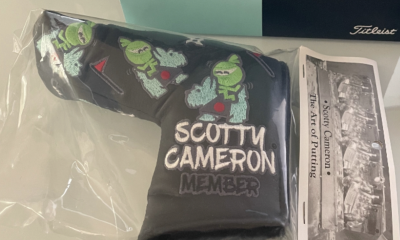 Titleist
SCOTTY
CAMERON
MEMBER
• Scotty Cameron •
The Art of Putting